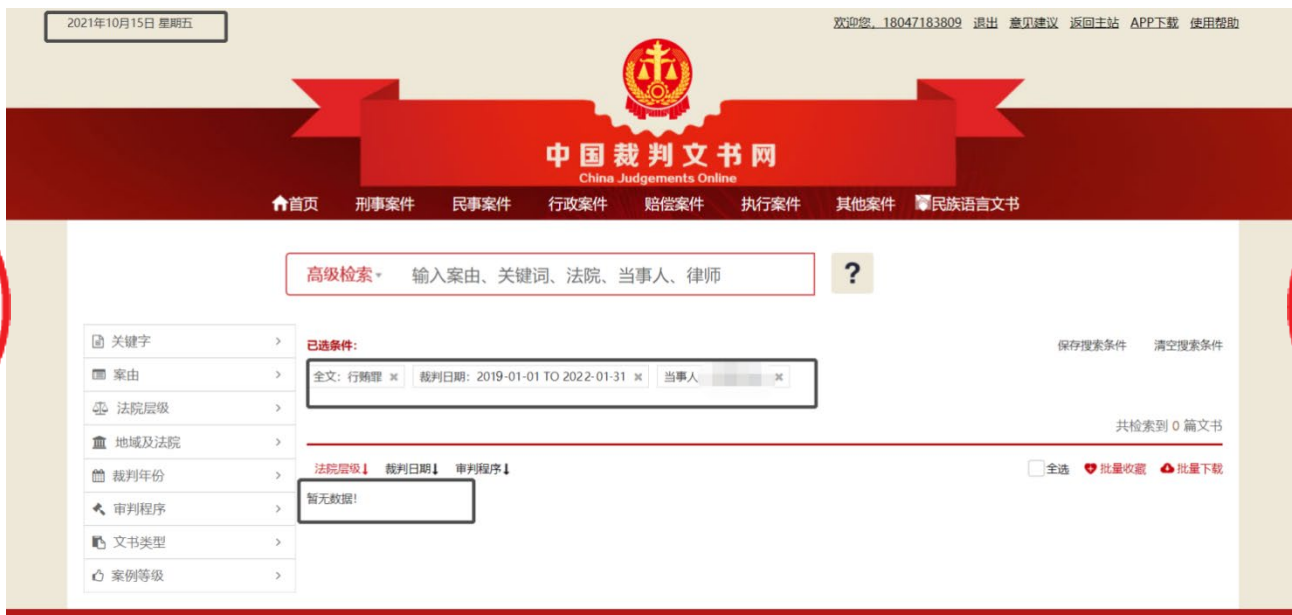 2021年10月15日 星期五
欢迎您，18047183809 退出 意见建议 返回主站 APP下载 使用帮助
中国裁判文书网
China Judgements Online
首页 刑事案件 民事案件 行政案件 赔偿案件 执行案件 其他案件 民族语言文书
高级检索 输入案由、关键词、法院、当事人、律师 ?
关键字
案由
法院层级
地域及法院
裁判年份
审判程序
文书类型
案例等级
已选条件：
保存搜索条件 清空搜索条件
全文：行贿罪 × 裁判日期：2019-01-01 TO 2022-01-31 × 当事人 ×
共检索到 0 篇文书
法院层级↓ 裁判日期↓ 审判程序↓
全选 批量收藏 批量下载
暂无数据!